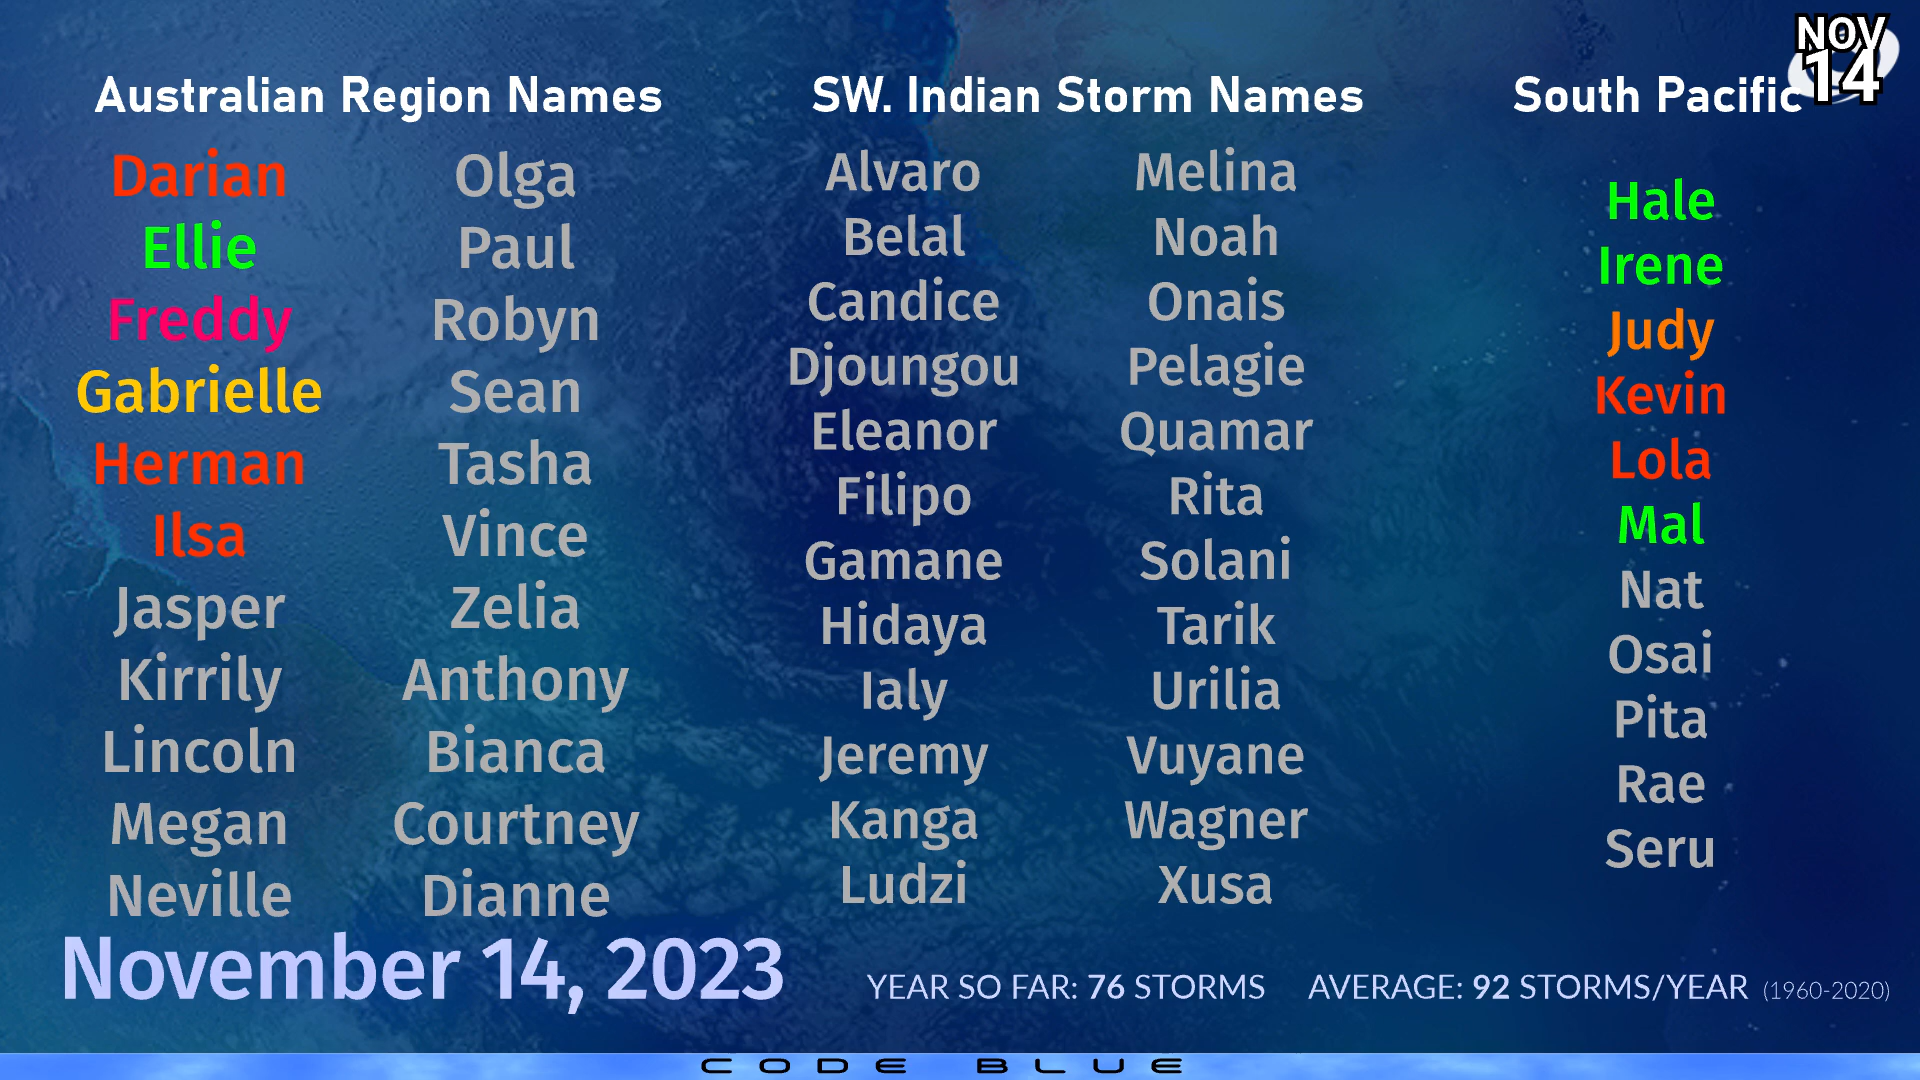 NOV
14
Australian Region Names
Darian
Ellie
Freddy
Gabrielle
Herman
Ilsa
Jasper
Kirrily
Lincoln
Megan
Neville
Olga
Paul
Robyn
Sean
Tasha
Vince
Zelia
Anthony
Bianca
Courtney
Dianne
SW. Indian Storm Names
Alvaro
Belal
Candice
Djoungou
Eleanor
Filipo
Gamane
Hidaya
Ialy
Jeremy
Kanga
Ludzi
Melina
Noah
Onais
Pelagie
Quamar
Rita
Solani
Tarik
Urilia
Vuyane
Wagner
Xusa
South Pacific
Hale
Irene
Judy
Kevin
Lola
Mal
Nat
Osai
Pita
Rae
Seru
November 14, 2023
YEAR SO FAR: 76 STORMS
AVERAGE: 92 STORMS/YEAR (1960-2020)
CODE BLUE